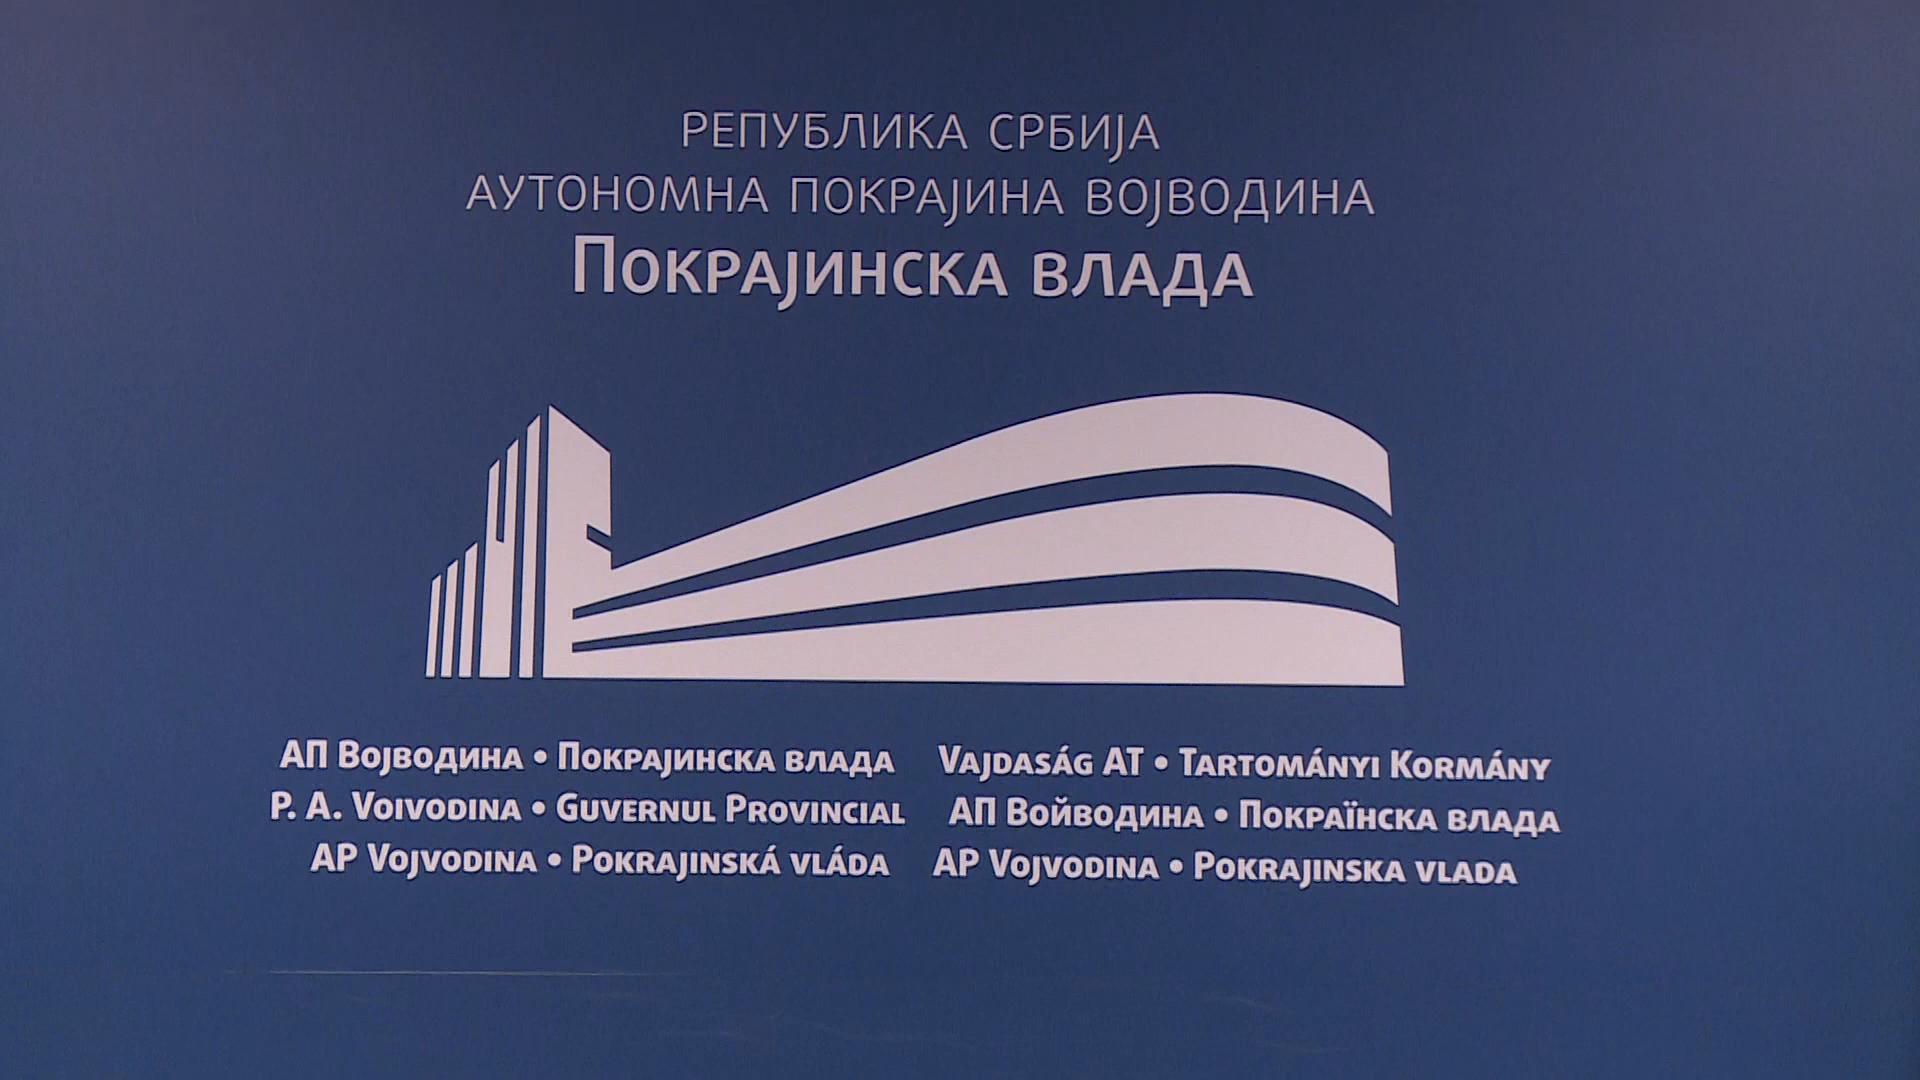 РЕПУБЛИКА СРБИЈА
АУТОНОМНА ПОКРАЈИНА ВОЈВОДИНА
ПОКРАЈИНСКА ВЛАДА
АП ВОЈВОДИНА • ПОКРАЈИНСКА ВЛАДА
VAJDASÁG AT • TARTOMÁNYI KORMÁNY
P. A. VOIVODINA • GUVERNUL PROVINCIAL
АП ВОЙВОДИНА • ПОКРАЇНСКА ВЛАДА
AP VOJVODINA • POKRAJINSKÁ VLÁDA
AP VOJVODINA • POKRAJINSKA VLADA